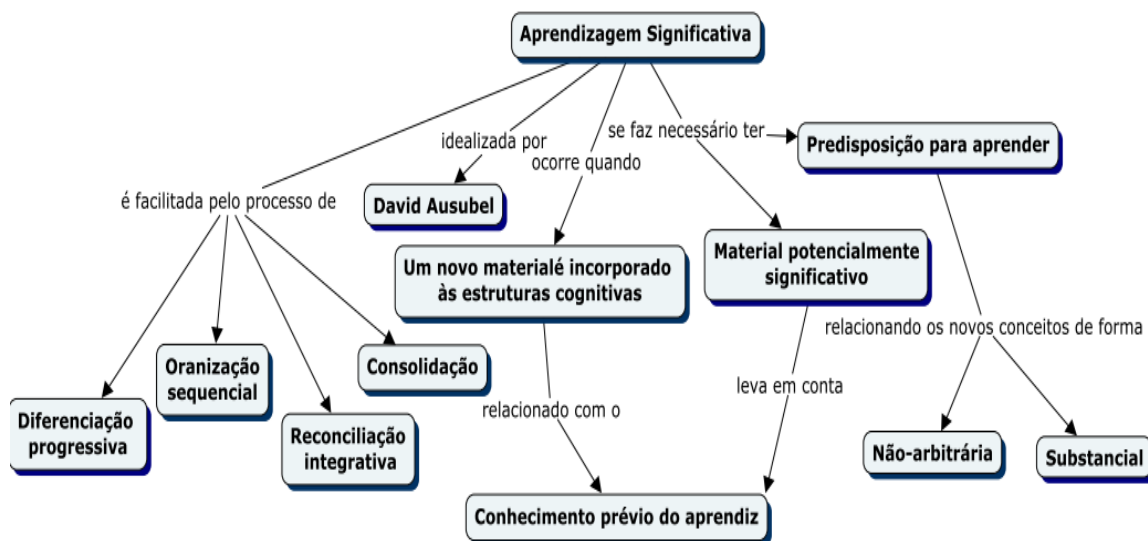 Aprendizagem Significativa
idealizada por
se faz necessário ter
Predisposição para aprender
ocorre quando
é facilitada pelo processo de
David Ausubel
Um novo materialé incorporado
às estruturas cognitivas
Material potencialmente
significativo
relacionando os novos conceitos de forma
Oranização
sequencial
Consolidação
leva em conta
relacionado com o
Diferenciação
progressiva
Reconciliação
integrativa
Não-arbitrária
Substancial
Conhecimento prévio do aprendiz